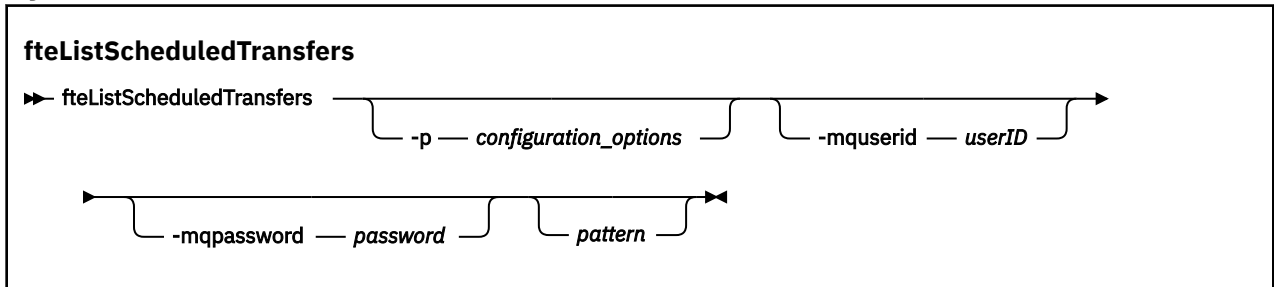 fteListScheduledTransfers
fteListScheduledTransfers
-p configuration_options -mquserid userID
-mqpassword password pattern